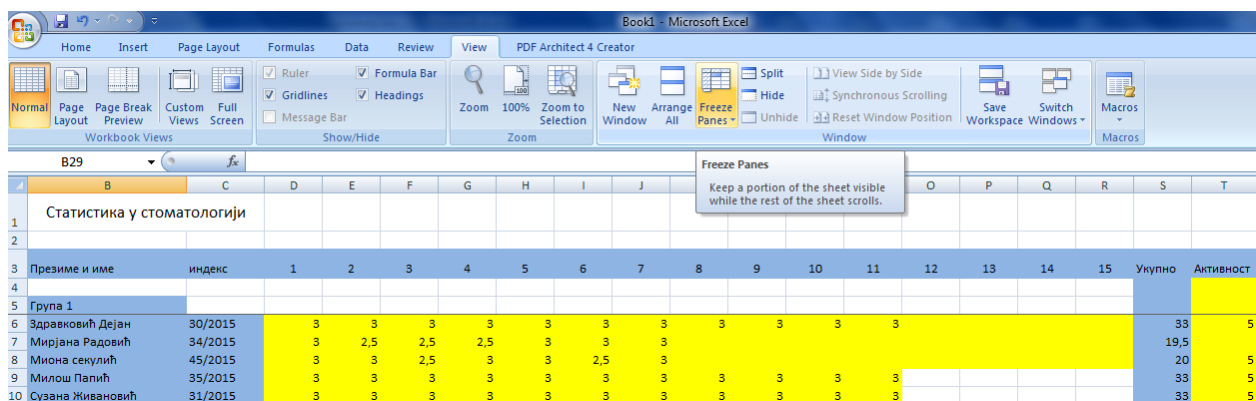 Book1 - Microsoft Excel
Home Insert Page Layout Formulas Data Review View PDF Architect 4 Creator
Normal Page Layout Page Break Preview Custom Views Full Screen
Workbook Views
Ruler Formula Bar
Gridlines Headings
Message Bar
Show/Hide
Zoom 100% Zoom to Selection
Zoom
New Window Arrange All Freeze Panes
Split View Side by Side
Hide Synchronous Scrolling
Unhide Reset Window Position
Save Workspace Switch Windows
Window
Macros
Macros
B29 fx
Freeze Panes
Keep a portion of the sheet visible
while the rest of the sheet scrolls.
B C D E F G H I J O P Q R S T
1 Статистика у стоматологији
2
3 Презиме и име индекс 1 2 3 4 5 6 7 8 9 10 11 12 13 14 15 Укупно Активност
4
5 Група 1
6 Здравковић Дејан 30/2015 3 3 3 3 3 3 3 3 3 3 3 33 5
7 Мирјана Радовић 34/2015 3 2,5 2,5 2,5 3 3 3 19,5
8 Миона секулић 45/2015 3 3 2,5 3 3 2,5 3 20 5
9 Милош Папић 35/2015 3 3 3 3 3 3 3 3 3 3 3 33 5
10 Сузана Живановић 31/2015 3 3 3 3 3 3 3 3 3 3 3 33 5